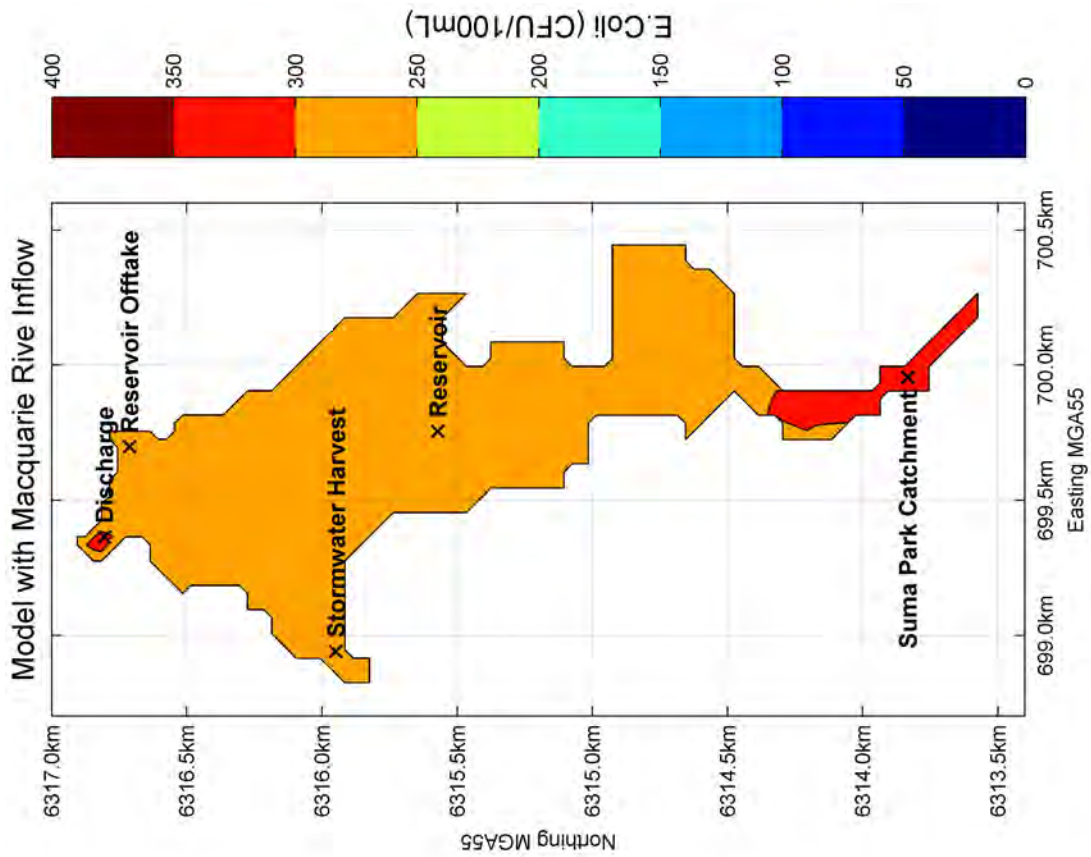 Model with Macquarie Rive Inflow
6317.0km
6316.5km
6316.0km
6315.5km
6315.0km
6314.5km
6314.0km
6313.5km
Northing MGA55
Discharge
Reservoir Offtake
Stormwater Harvest
Reservoir
Suma Park Catchment
699.0km
699.5km
700.0km
700.5km
Easting MGA55
400
350
300
250
200
150
100
50
0
E.Coli (CFU/100mL)